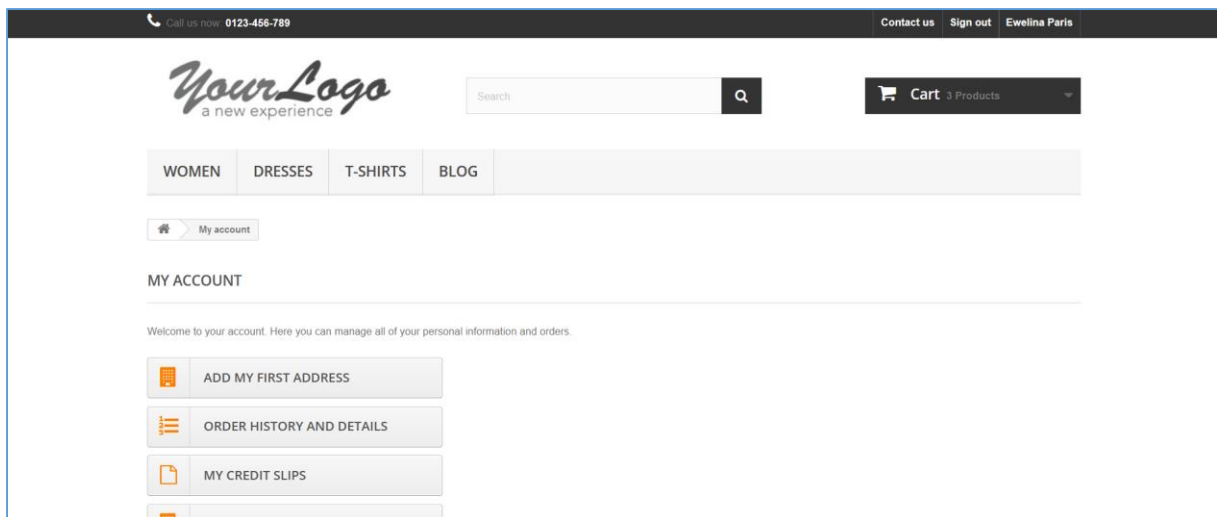 Call us now: 0123-456-789
Contact us
Sign out
Ewelina Paris
YourLogo
a new experience
Search
Cart 3 Products
WOMEN
DRESSES
T-SHIRTS
BLOG
My account
MY ACCOUNT
Welcome to your account. Here you can manage all of your personal information and orders.
ADD MY FIRST ADDRESS
ORDER HISTORY AND DETAILS
MY CREDIT SLIPS